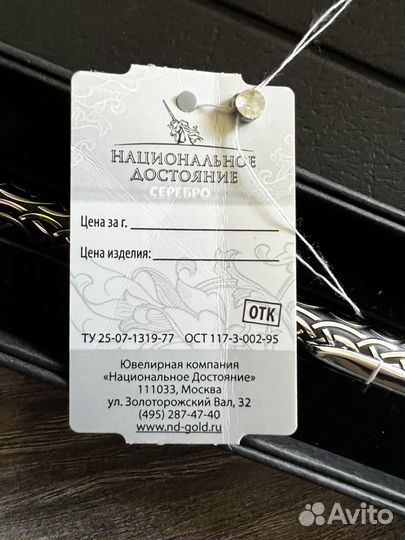 НАЦИОНАЛЬНОЕ
ДОСТОЯНИЕ
СЕРЕБРО
Цена за г.
Цена изделия:
ОТК
ТУ 25-07-1319-77 ОСТ 117-3-002-95
Ювелирная компания
«Национальное Достояние»
111033, Москва
ул. Золоторожский Вал, 32
(495) 287-47-40
www.nd-gold.ru
Avito